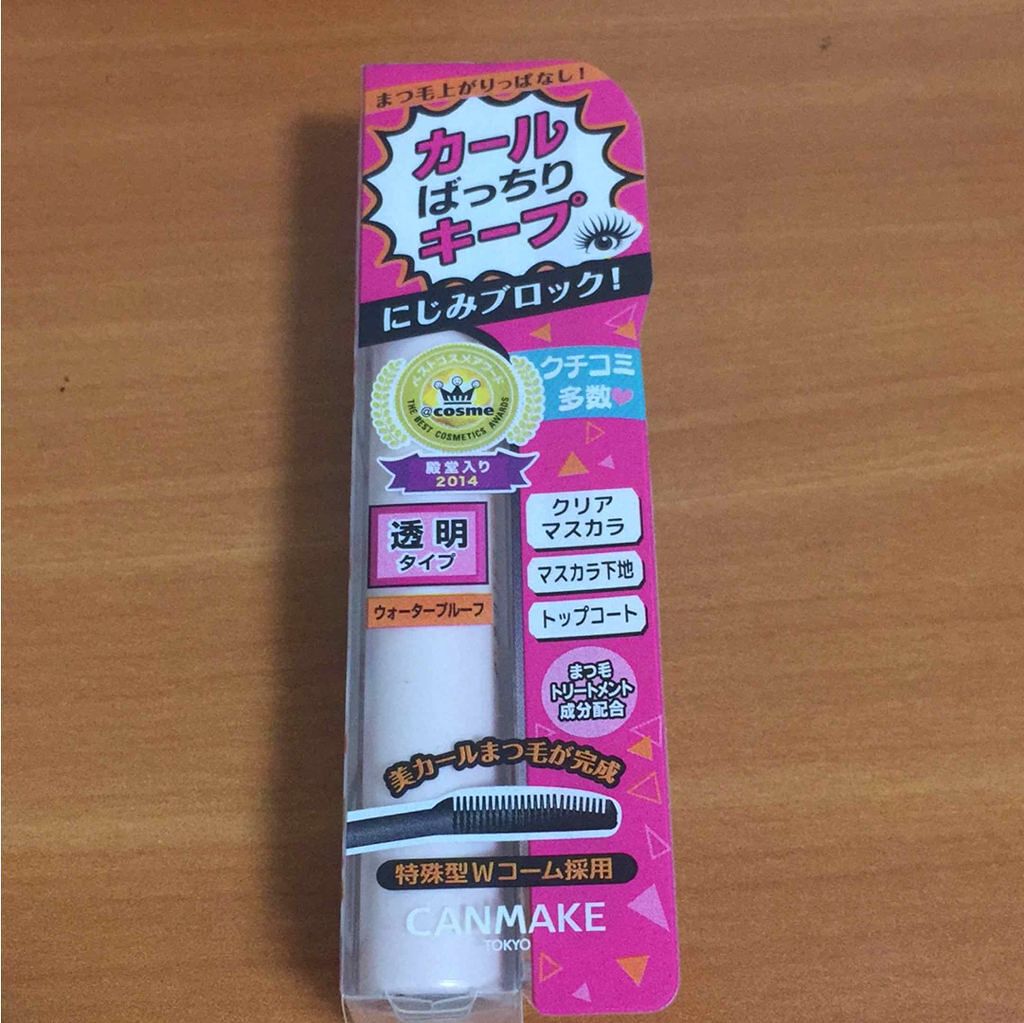 まつ毛上がりっぱなし!
カール
ばっちり
キープ
にじみブロック!
ベストコスメアワード
@cosme
THE BEST COSMETICS AWARDS
殿堂入り
2014
クチコミ
多数
透明
タイプ
ウォータープルーフ
クリア
マスカラ
マスカラ下地
トップコート
まつ毛
トリートメント
成分配合
美カールまつ毛が完成
特殊型Wコーム採用
CANMAKE
TOKYO